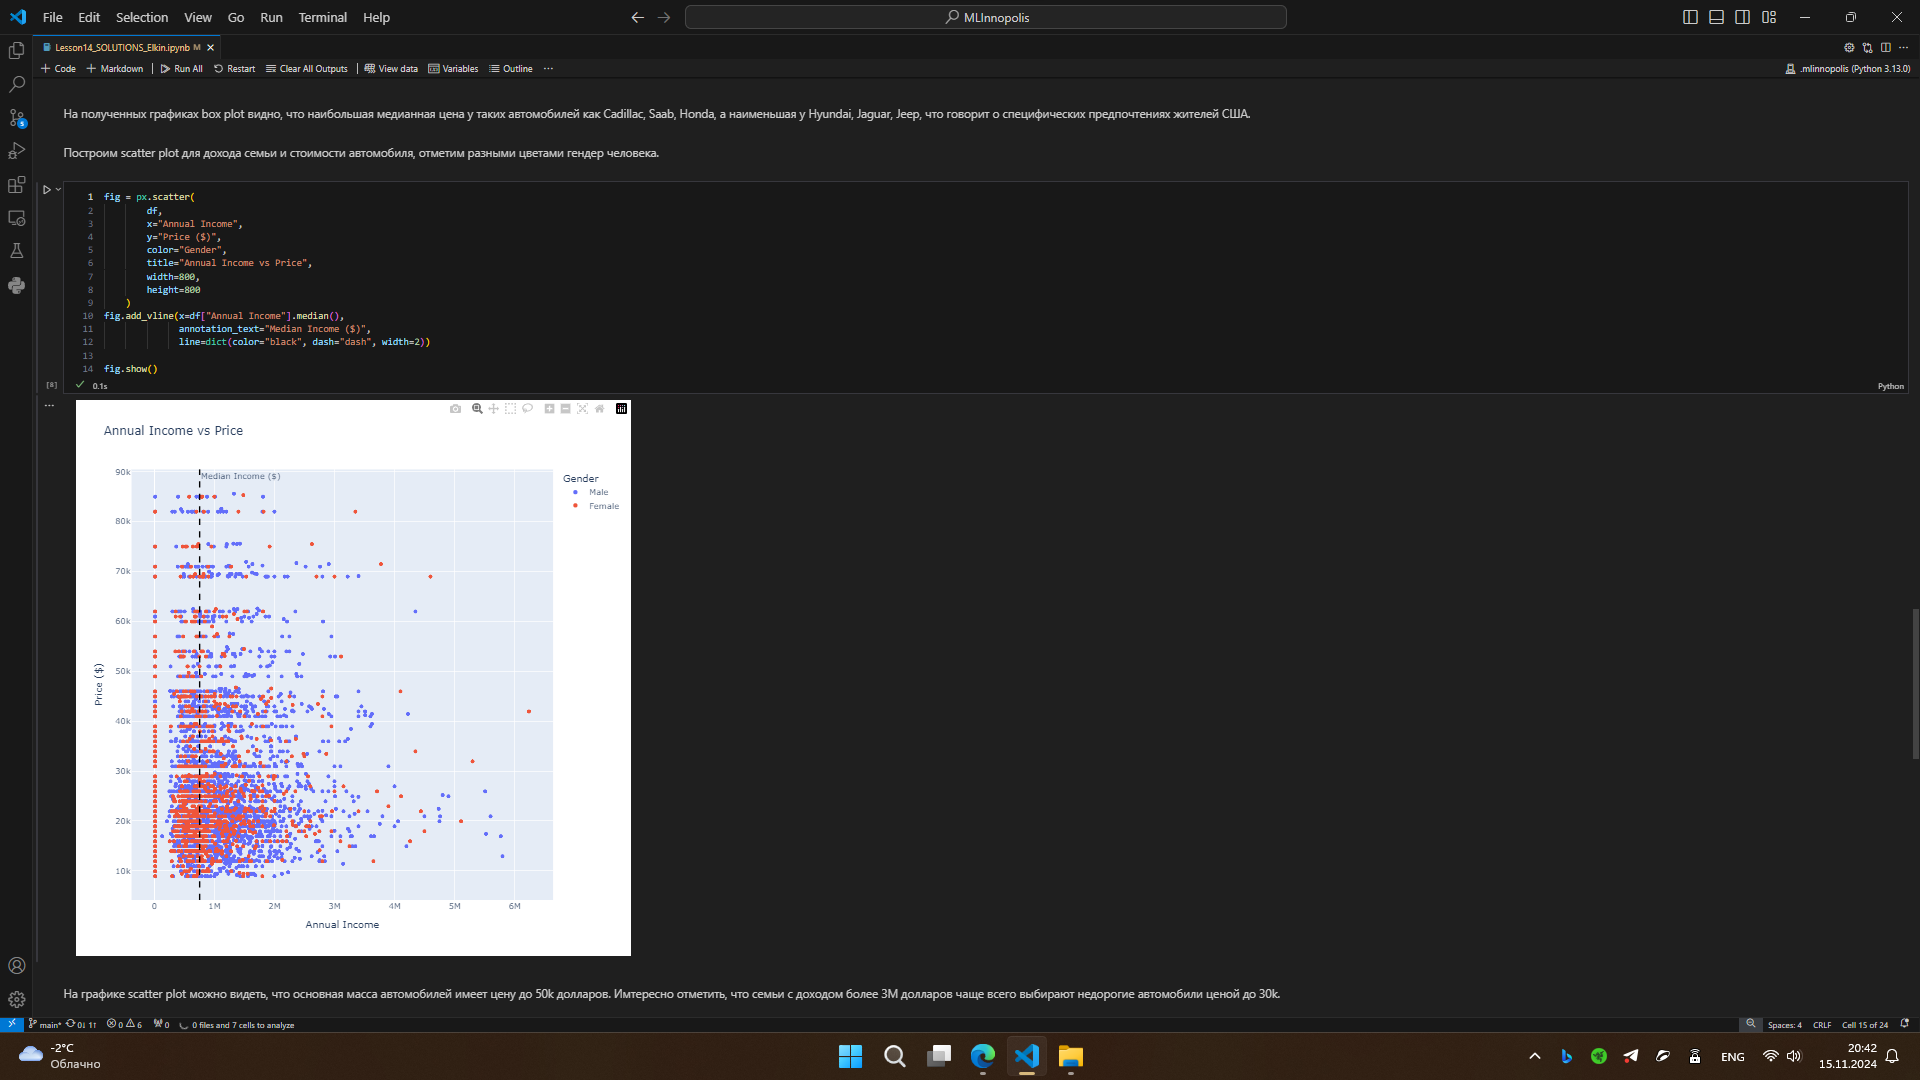 File Edit Selection View Go Run Terminal Help
MLInnopolis
Lesson14_SOLUTIONS_Elkin.ipynb M
Code Markdown Run All Restart Clear All Outputs View data Variables Outline ...
.mlinnopolis (Python 3.13.0)
На полученных графиках box plot видно, что наибольшая медианная цена у таких автомобилей как Cadillac, Saab, Honda, а наименьшая у Hyundai, Jaguar, Jeep, что говорит о специфических предпочтениях жителей США.
Построим scatter plot для дохода семьи и стоимости автомобиля, отметим разными цветами гендер человека.
1 fig = px.scatter(
2 df,
3 x="Annual Income",
4 y="Price ($)",
5 color="Gender",
6 title="Annual Income vs Price",
7 width=800,
8 height=800
9 )
10 fig.add_vline(x=df["Annual Income"].median(),
11 annotation_text="Median Income ($)",
12 line=dict(color="black", dash="dash", width=2))
13
14 fig.show()
[8] 0.1s
Python
Annual Income vs Price
Median Income ($)
Gender
Male
Female
90k
80k
70k
60k
50k
40k
30k
20k
10k
Price ($)
0 1M 2M 3M 4M 5M 6M
Annual Income
На графике scatter plot можно видеть, что основная масса автомобилей имеет цену до 50k долларов. Интересно отметить, что семьи с доходом более 3M долларов чаще всего выбирают недорогие автомобили ценой до 30k.
main* 0↓ 1↑ 0 6 0 0 files and 7 cells to analyze
Spaces: 4 CRLF Cell 15 of 24
-2°C
Облачно
ENG
20:42
15.11.2024